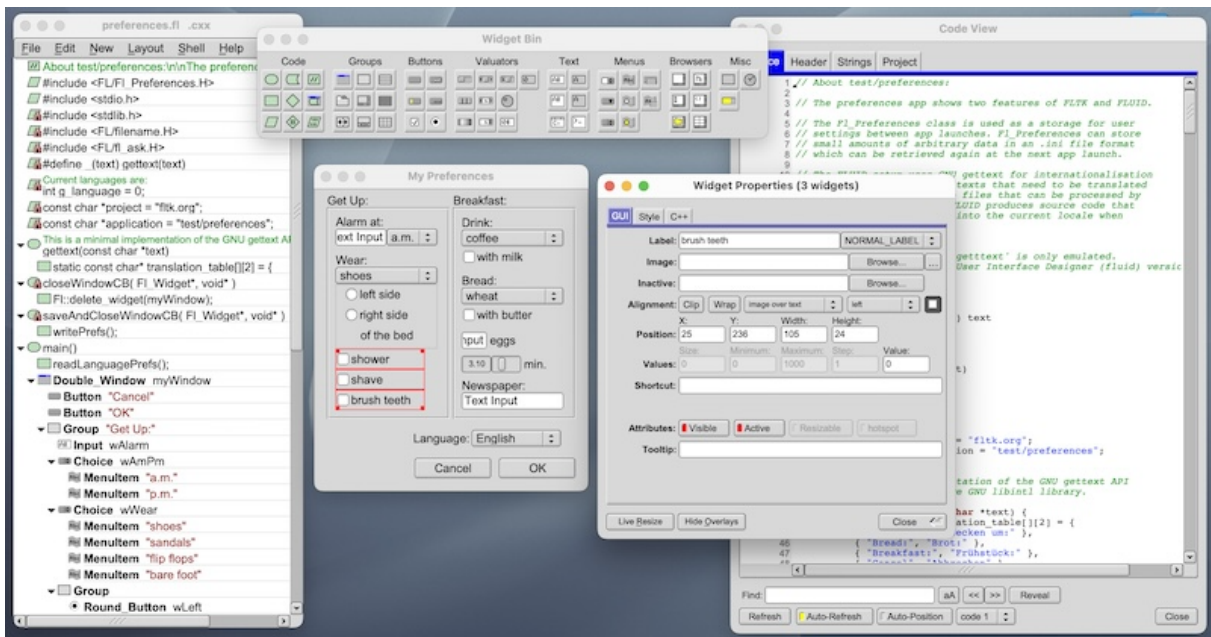 preferences.fl .cxx
File Edit New Layout Shell Help
About test/preferences:\n\nThe preferenc
#include <FL/Fl_Preferences.H>
#include <stdio.h>
#include <stdlib.h>
#include <FL/filename.H>
#include <FL/fl_ask.H>
#define _(text) gettext(text)
Current languages are:
int g_language = 0;
const char *project = "fltk.org";
const char *application = "test/preferences";
This is a minimal implementation of the GNU gettext AP
gettext(const char *text)
static const char* translation_table[][2] = {
closeWindowCB( Fl_Widget*, void* )
Fl::delete_widget(myWindow);
saveAndCloseWindowCB( Fl_Widget*, void* )
writePrefs();
main()
readLanguagePrefs();
Double_Window myWindow
Button "Cancel"
Button "OK"
Group "Get Up:"
Input wAlarm
Choice wAmPm
MenuItem "a.m."
MenuItem "p.m."
Choice wWear
MenuItem "shoes"
MenuItem "sandals"
MenuItem "flip flops"
MenuItem "bare foot"
Group
Round_Button wLeft
Widget Bin
Code Groups Buttons Valuators Text Menus Browsers Misc
My Preferences
Get Up:
Alarm at:
ext Input a.m.
Wear:
shoes
left side
right side
of the bed
shower
shave
brush teeth
Breakfast:
Drink:
coffee
with milk
Bread:
wheat
with butter
nput eggs
3.10 min.
Newspaper:
Text Input
Language: English
Cancel OK
Widget Properties (3 widgets)
GUI Style C++
Label: brush teeth NORMAL_LABEL
Image: Browse... ...
Inactive: Browse...
Alignment: Clip Wrap image over text left
X: Y: Width: Height:
Position: 25 236 105 24
Size: Minimum: Maximum: Step: Value:
Values: 0 0 1000 1 0
Shortcut:
Attributes: Visible Active Resizable hotspot
Tooltip:
Live Resize Hide Overlays Close
Code View
Header Strings Project
1 // About test/preferences:
2
3 // The preferences app shows two features of FLTK and FLUID.
4
5 // The Fl_Preferences class is used as a storage for user
6 // settings between app launches. Fl_Preferences can store
7 // small amounts of arbitrary data in an .ini file format
8 // which can be retrieved again at the next app launch.
9
GNU gettext for internationalisation
texts that need to be translated
files that can be processed by
FLUID produces source code that
into the current locale when
getttext' is only emulated.
User Interface Designer (fluid) versic
) text
t)
= "fltk.org";
ion = "test/preferences";
tation of the GNU gettext API
e GNU libintl library.
har *text) {
ation_table[][2] = {
ecken um:" },
46 { "Bread:", "Brot:" },
47 { "Breakfast:", "Frühstück:" },
Find: aA << >> Reveal
Refresh Auto-Refresh Auto-Position code 1 Close